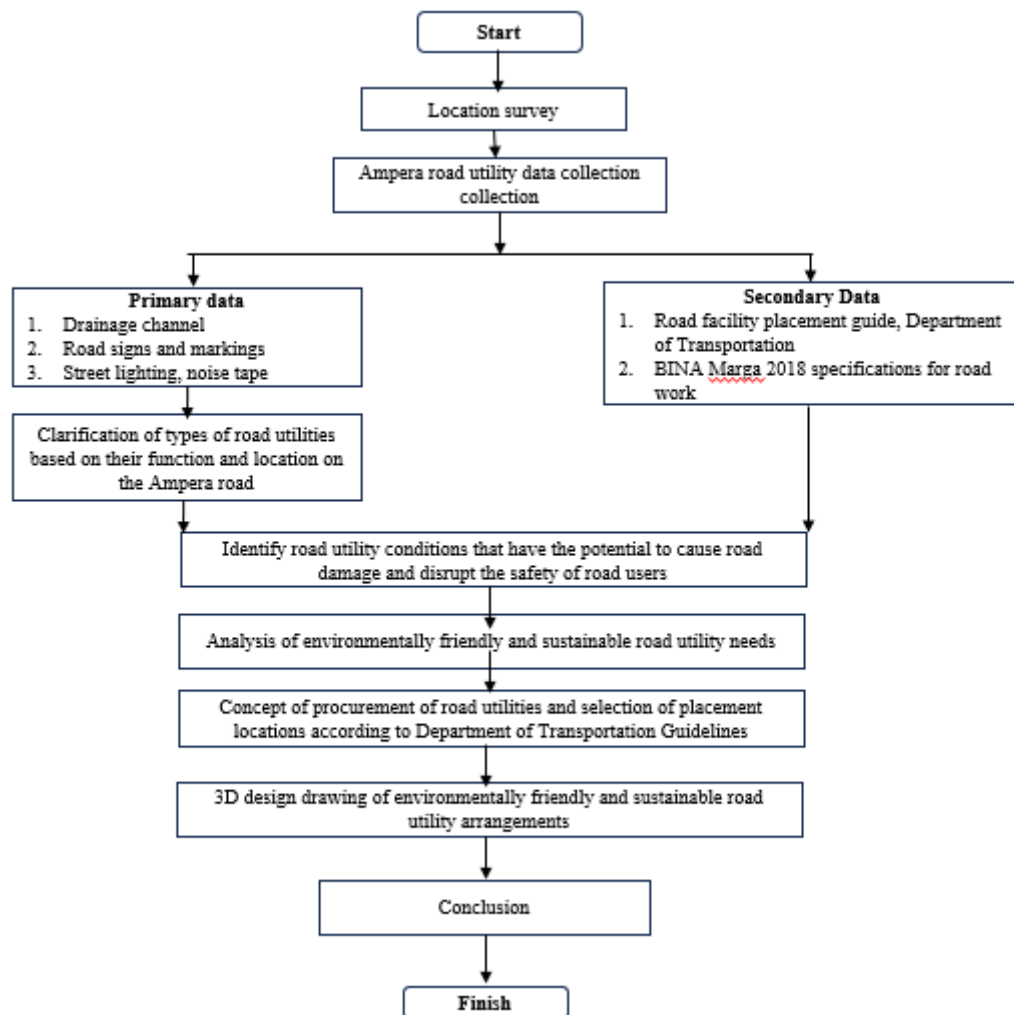 Start
Location survey
Ampera road utility data collection
collection
Primary data
1. Drainage channel
2. Road signs and markings
3. Street lighting, noise tape
Secondary Data
1. Road facility placement guide, Department
of Transportation
2. BINA Marga 2018 specifications for road
work
Clarification of types of road utilities
based on their function and location on
the Ampera road
Identify road utility conditions that have the potential to cause road
damage and disrupt the safety of road users
Analysis of environmentally friendly and sustainable road utility needs
Concept of procurement of road utilities and selection of placement
locations according to Department of Transportation Guidelines
3D design drawing of environmentally friendly and sustainable road
utility arrangements
Conclusion
Finish